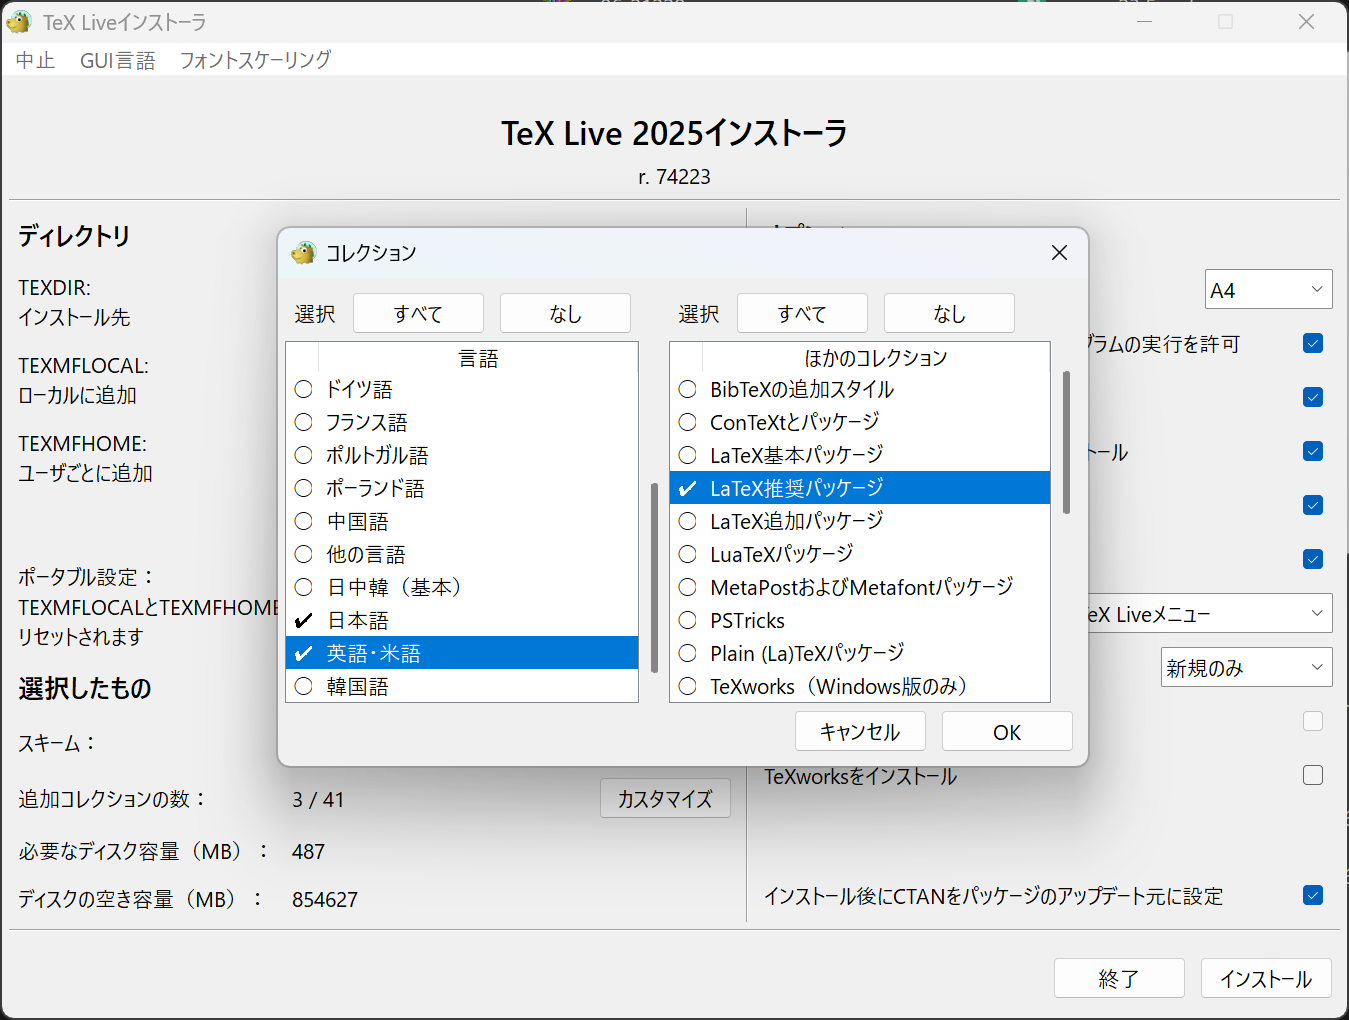 TeX Liveインストーラ
中止 GUI言語 フォントスケーリング
TeX Live 2025インストーラ
r. 74223
ディレクトリ
TEXDIR:
インストール先
TEXMFLOCAL:
ローカルに追加
TEXMFHOME:
ユーザごとに追加
ポータブル設定：
TEXMFLOCALとTEXMFHOME
リセットされます
選択したもの
スキーム：
追加コレクションの数： 3 / 41 カスタマイズ
必要なディスク容量（MB）： 487
ディスクの空き容量（MB）： 854627
コレクション
選択 すべて なし
言語
ドイツ語
フランス語
ポルトガル語
ポーランド語
中国語
他の言語
日中韓（基本）
日本語
英語・米語
韓国語
選択 すべて なし
ほかのコレクション
BibTeXの追加スタイル
ConTeXtとパッケージ
LaTeX基本パッケージ
LaTeX推奨パッケージ
LaTeX追加パッケージ
LuaTeXパッケージ
MetaPostおよびMetafontパッケージ
PSTricks
Plain (La)TeXパッケージ
TeXworks（Windows版のみ）
キャンセル OK
A4
グラムの実行を許可
トール
eX Liveメニュー
新規のみ
TeXworksをインストール
インストール後にCTANをパッケージのアップデート元に設定
終了 インストール